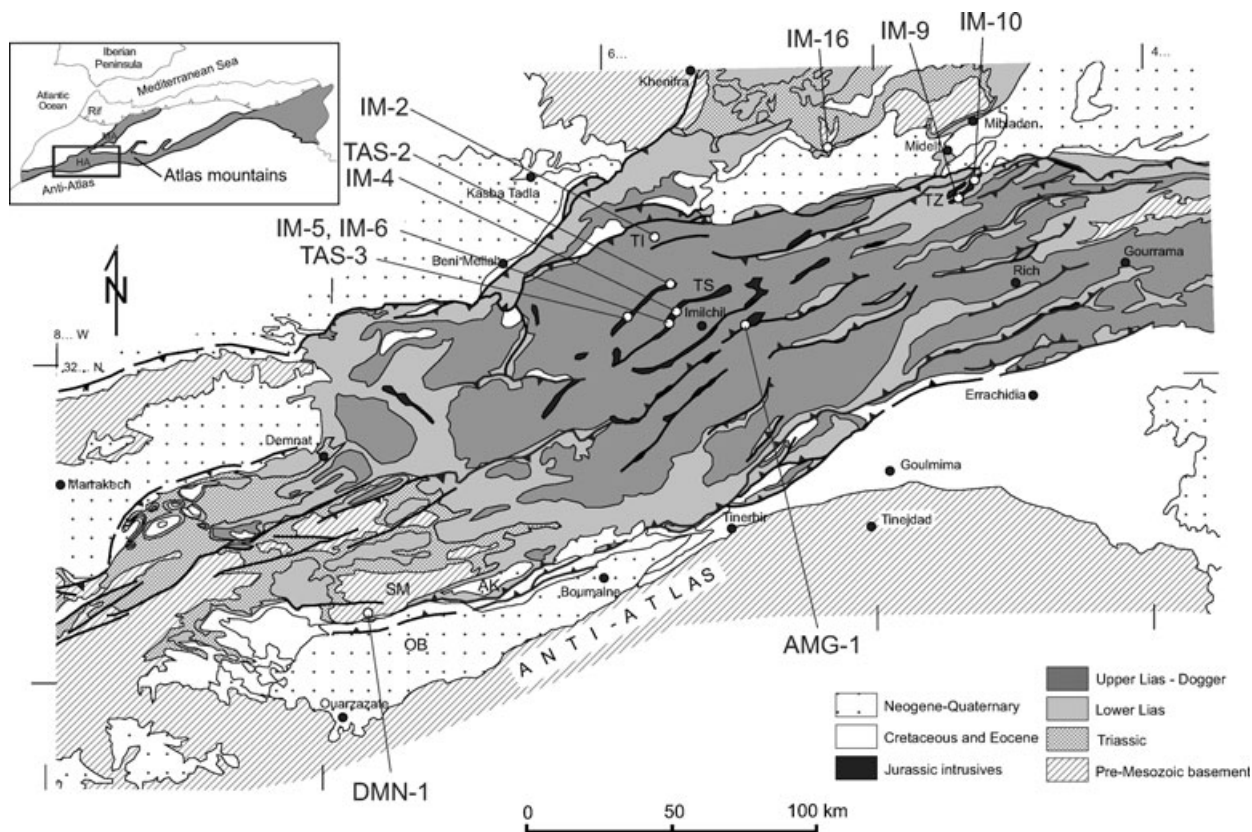 Iberian
Peninsula
Mediterranean Sea
Atlantic
Ocean
Rif
HA
Anti-Atlas
Atlas mountains
6...
4...
IM-16
IM-9
IM-10
Khenifra
IM-2
TAS-2
IM-4
IM-5, IM-6
TAS-3
Mibladen
Midelt
Kasba Tadla
TZ
TI
Beni Mellal
Gourrama
Rich
TS
Imilchil
N
8... W
32... N
Errachidia
Demnat
Marrakech
Goulmima
Tinerhir
Tinejdad
SM
AK
Boumalne
OB
ANTI-ATLAS
AMG-1
Ouarzazate
DMN-1
Neogene-Quaternary
Cretaceous and Eocene
Jurassic intrusives
Upper Lias - Dogger
Lower Lias
Triassic
Pre-Mesozoic basement
0 50 100 km